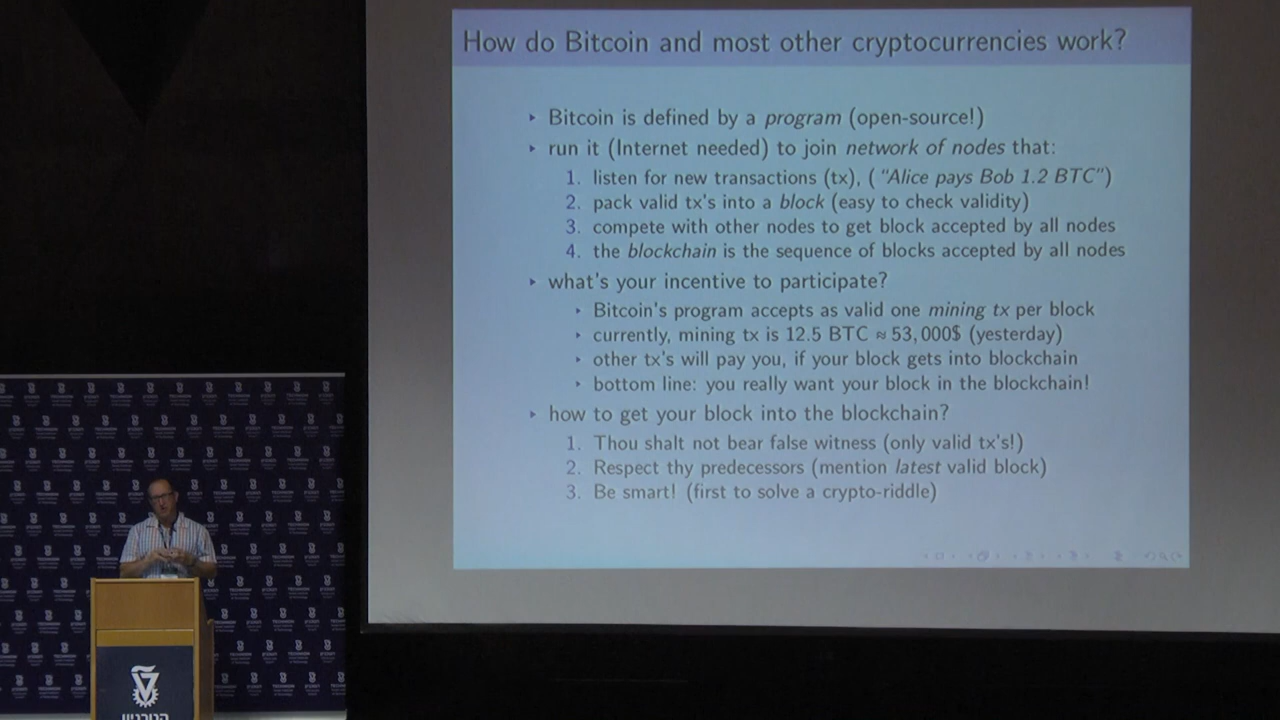 How do Bitcoin and most other cryptocurrencies work?
‣ Bitcoin is defined by a program (open-source!)
‣ run it (Internet needed) to join network of nodes that:
1. listen for new transactions (tx), ( "Alice pays Bob 1.2 BTC")
2. pack valid tx's into a block (easy to check validity)
3. compete with other nodes to get block accepted by all nodes
4. the blockchain is the sequence of blocks accepted by all nodes
‣ what's your incentive to participate?
‣ Bitcoin's program accepts as valid one mining tx per block
‣ currently, mining tx is 12.5 BTC ≈ 53,000$ (yesterday)
‣ other tx's will pay you, if your block gets into blockchain
‣ bottom line: you really want your block in the blockchain!
‣ how to get your block into the blockchain?
1. Thou shalt not bear false witness (only valid tx's!)
2. Respect thy predecessors (mention latest valid block)
3. Be smart! (first to solve a crypto-riddle)
TECHNION
הטכניון